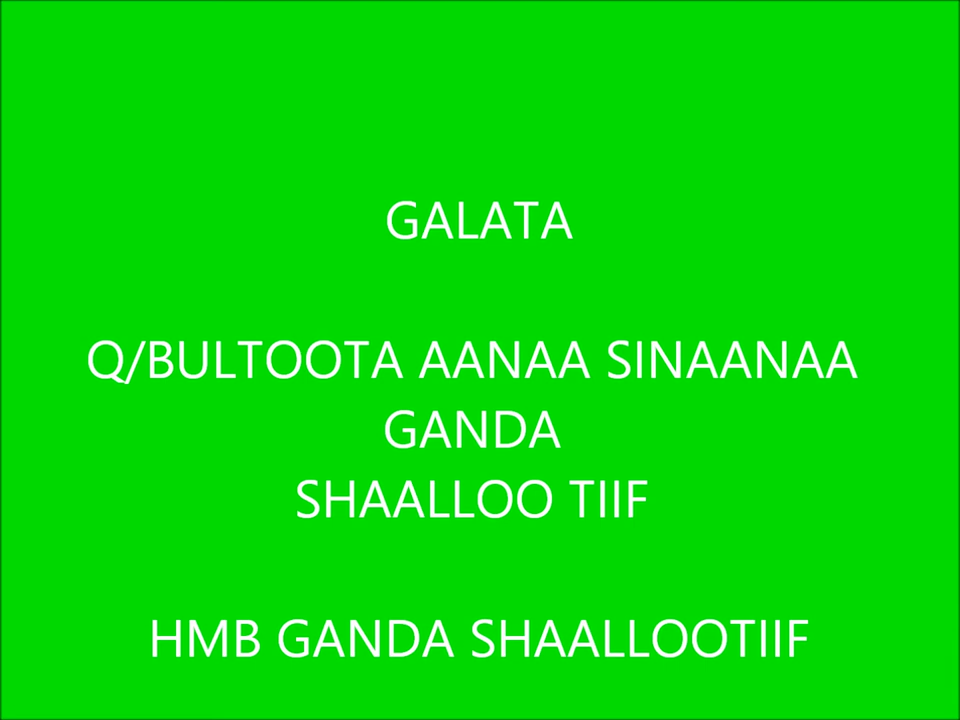 GALATA
Q/BULTOOTA AANAA SINAANAA
GANDA
SHAALLOO TIIF
HMB GANDA SHAALLOOTIIF